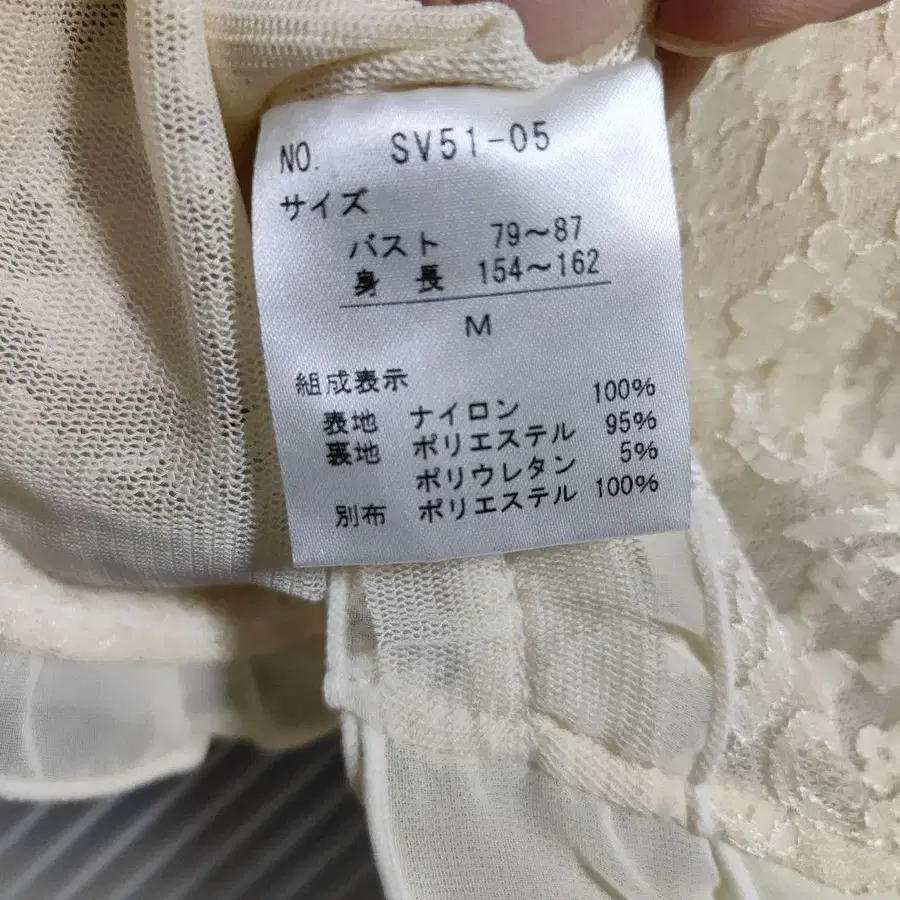 NO. SV51-05
サイズ
バスト 79～87
身 長 154～162
M
組成表示
表地 ナイロン 100%
裏地 ポリエステル 95%
ポリウレタン 5%
別布 ポリエステル 100%